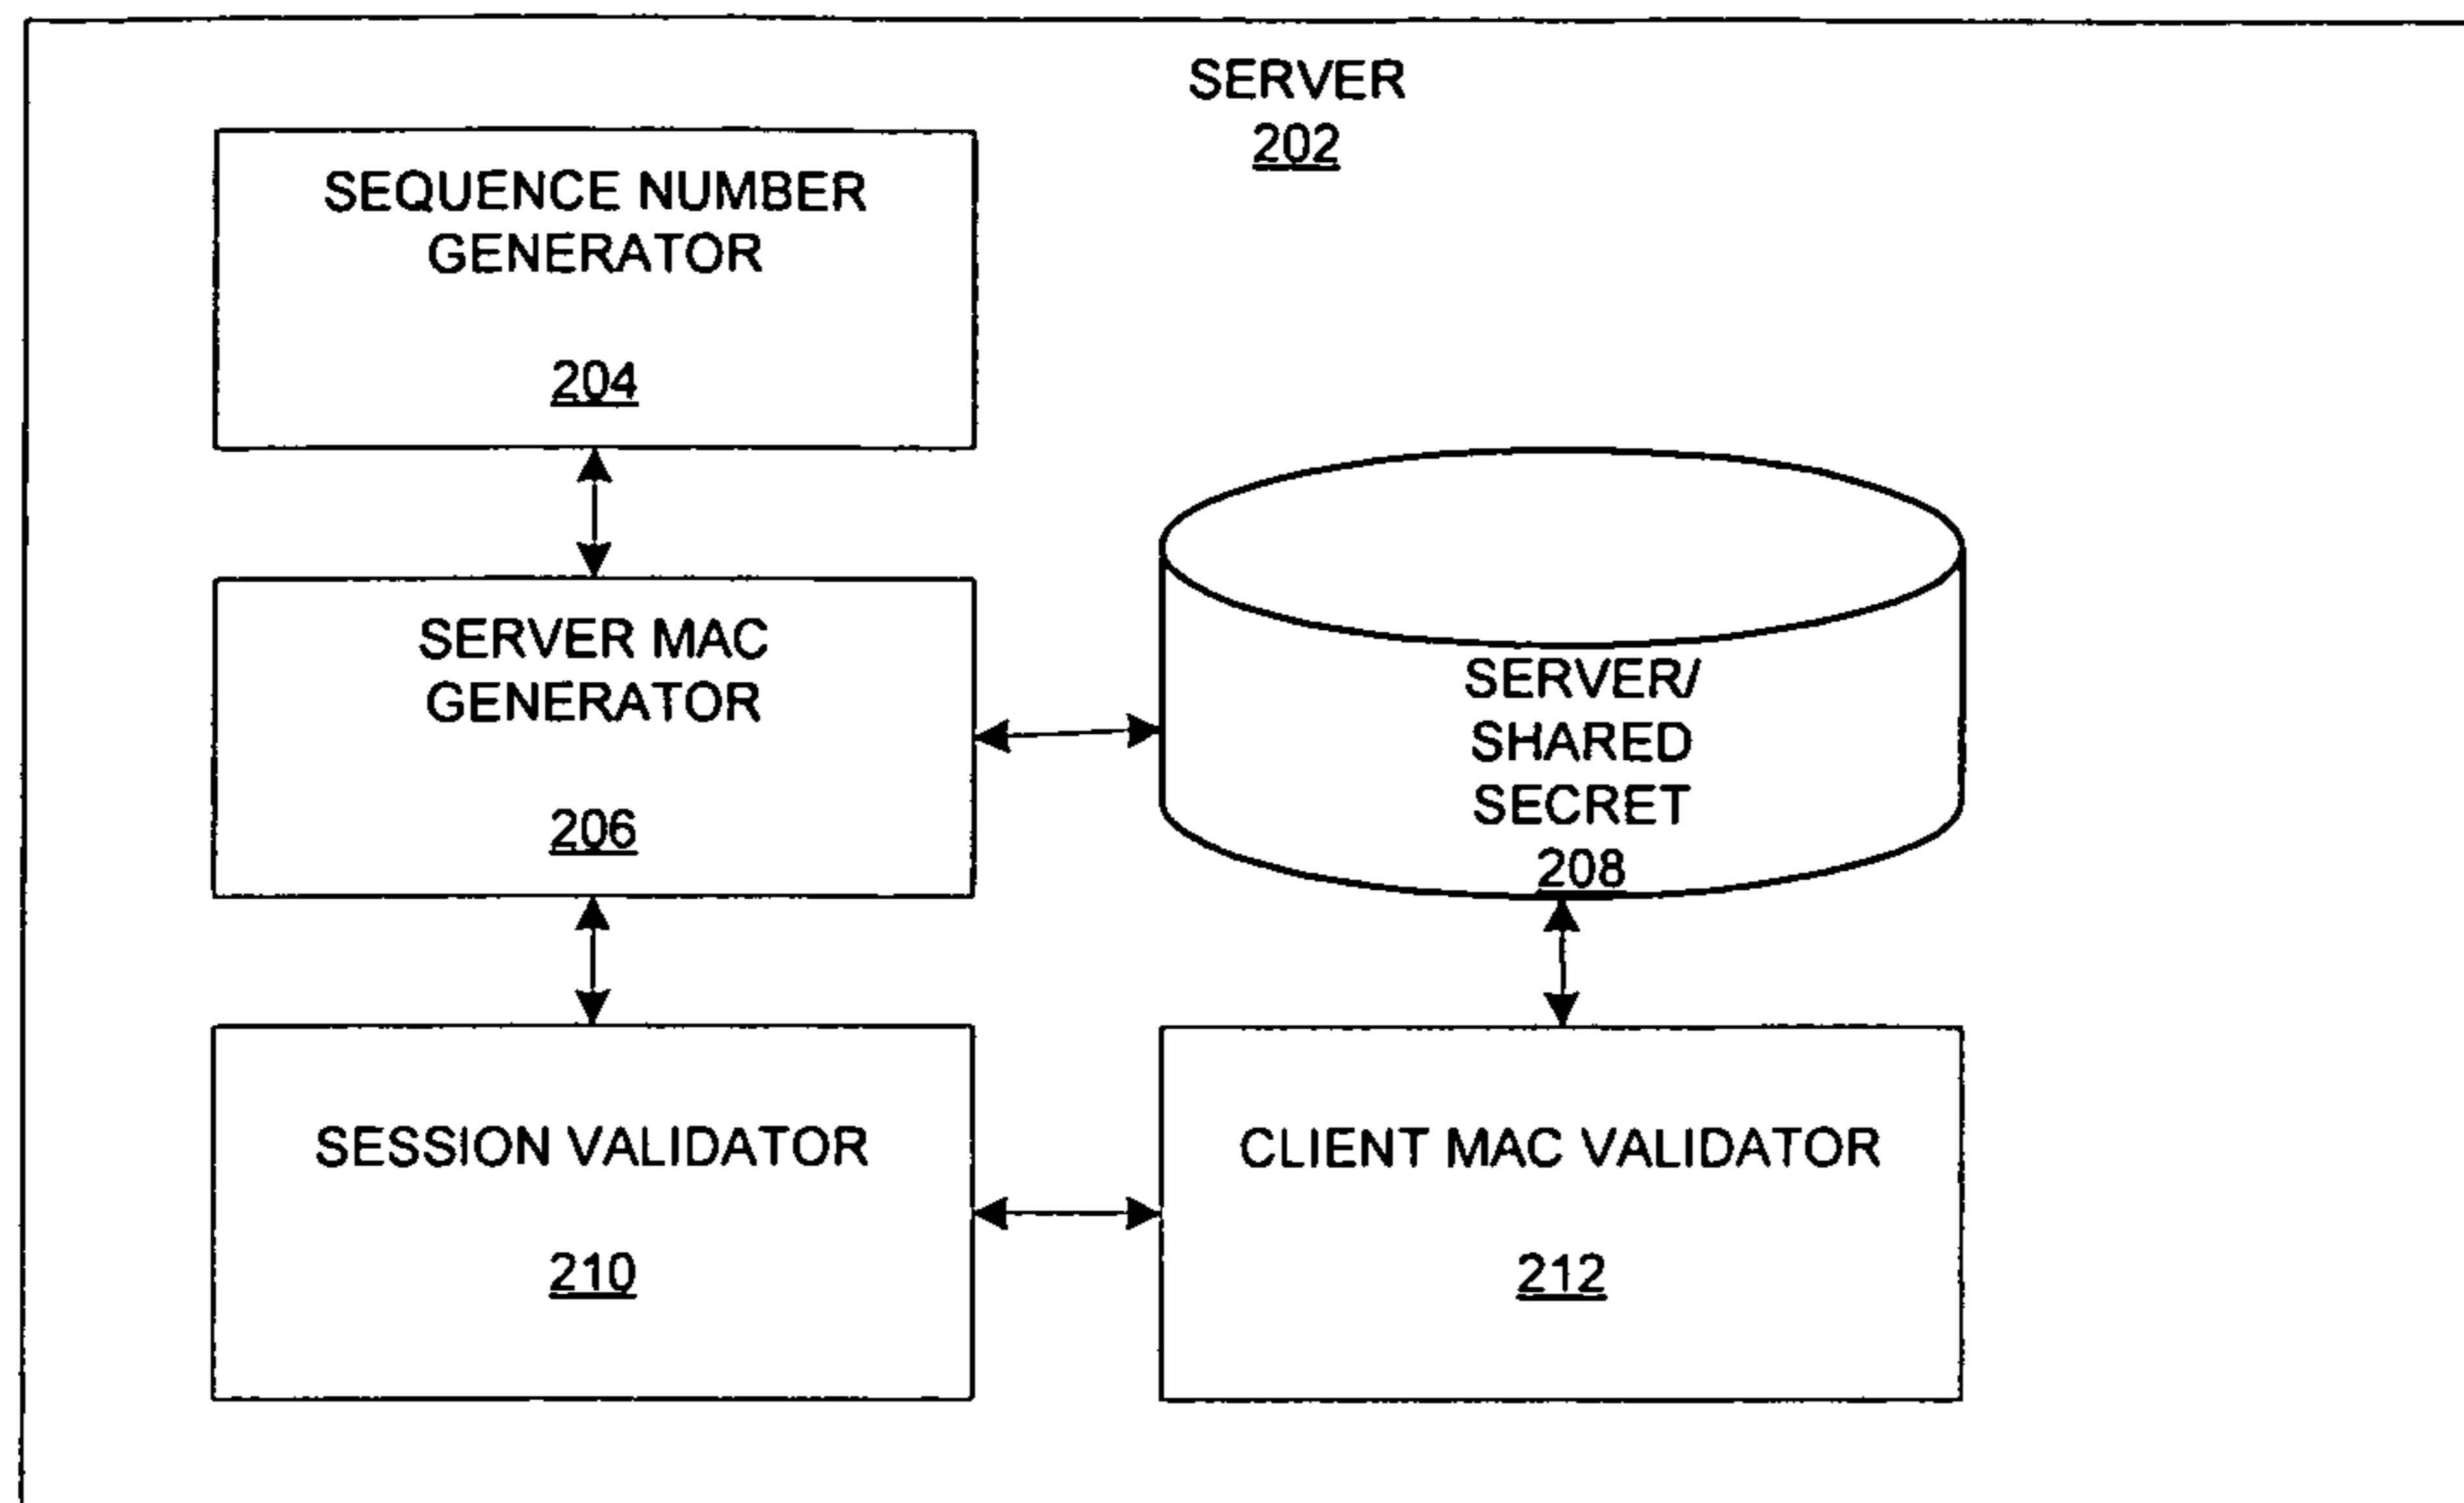 SERVER
202
SEQUENCE NUMBER
GENERATOR
204
SERVER MAC
GENERATOR
206
SERVER/
SHARED
SECRET
208
SESSION VALIDATOR
210
CLIENT MAC VALIDATOR
212